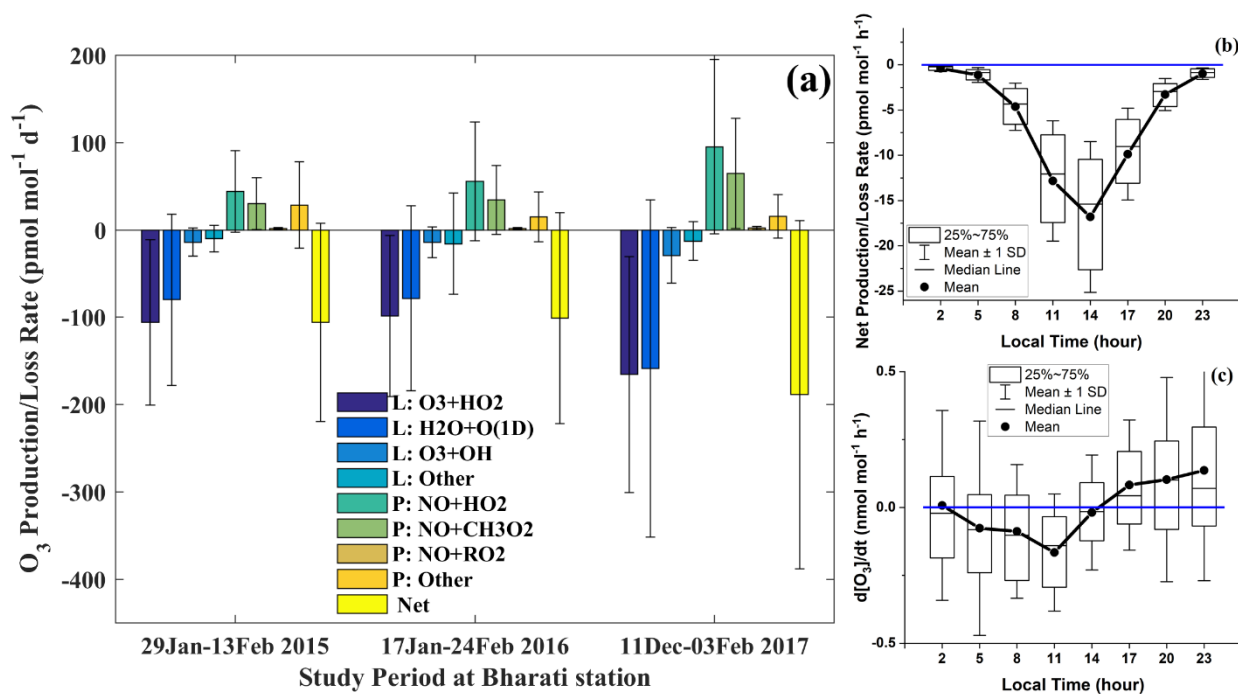 (a)
O3 Production/Loss Rate (pmol mol-1 d-1)
200
100
0
-100
-200
-300
-400
L: O3+HO2
L: H2O+O(1D)
L: O3+OH
L: Other
P: NO+HO2
P: NO+CH3O2
P: NO+RO2
P: Other
Net
29Jan-13Feb 2015
17Jan-24Feb 2016
11Dec-03Feb 2017
Study Period at Bharati station
(b)
Net Production/Loss Rate (pmol mol-1 h-1)
0
-5
-10
-15
-20
-25
25%~75%
Mean ± 1 SD
Median Line
Mean
2 5 8 11 14 17 20 23
Local Time (hour)
(c)
d[O3]/dt (nmol mol-1 h-1)
0.5
0.0
-0.5
25%~75%
Mean ± 1 SD
Median Line
Mean
2 5 8 11 14 17 20 23
Local Time (hour)